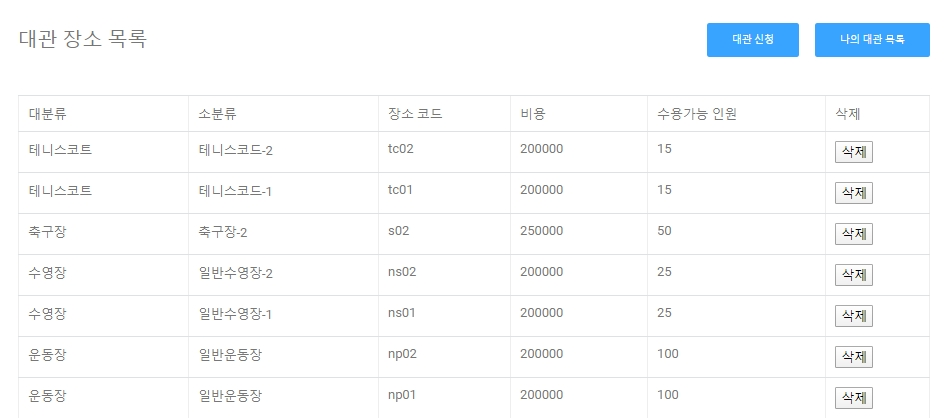 대관 장소 목록
대관 신청 나의 대관 목록
대분류 소분류 장소 코드 비용 수용가능 인원 삭제
테니스코트 테니스코드-2 tc02 200000 15 삭제
테니스코트 테니스코드-1 tc01 200000 15 삭제
축구장 축구장-2 s02 250000 50 삭제
수영장 일반수영장-2 ns02 200000 25 삭제
수영장 일반수영장-1 ns01 200000 25 삭제
운동장 일반운동장 np02 200000 100 삭제
운동장 일반운동장 np01 200000 100 삭제